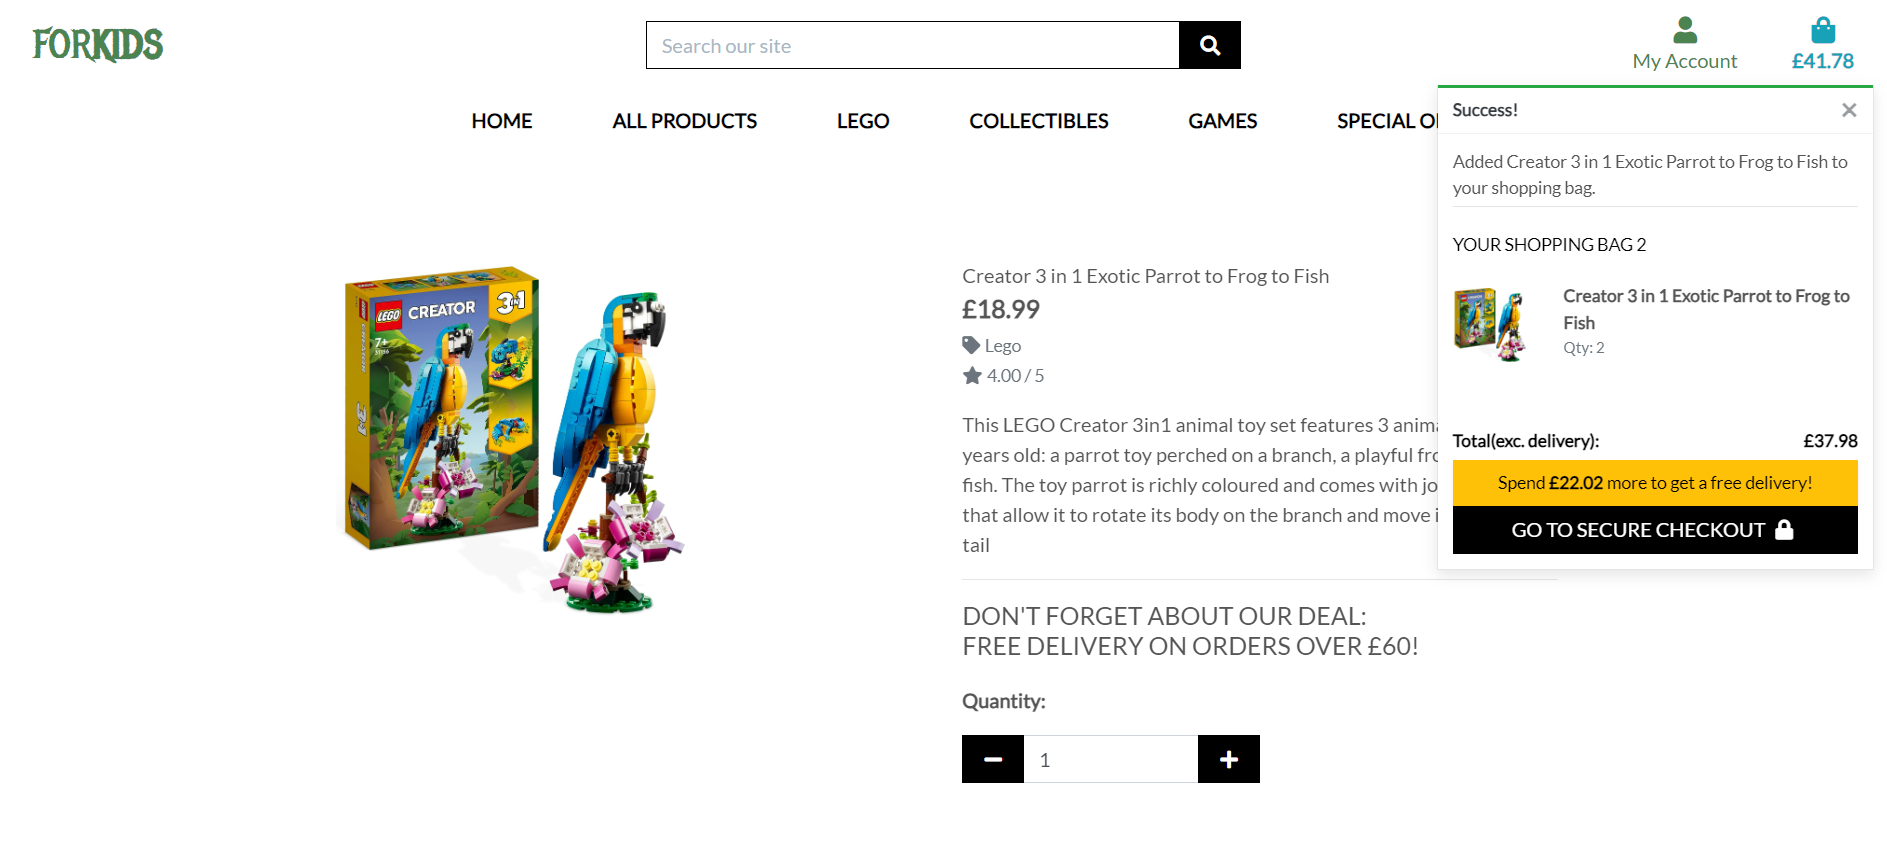 FORKIDS
Search our site
My Account
£41.78
HOME
ALL PRODUCTS
LEGO
COLLECTIBLES
GAMES
SPECIAL O
Success!
Added Creator 3 in 1 Exotic Parrot to Frog to Fish to
your shopping bag.
YOUR SHOPPING BAG 2
Creator 3 in 1 Exotic Parrot to Frog to
Fish
Qty: 2
Total(exc. delivery):
£37.98
Spend £22.02 more to get a free delivery!
GO TO SECURE CHECKOUT
LEGO CREATOR
3in1
7+
CREATOR
3in1
Creator 3 in 1 Exotic Parrot to Frog to Fish
£18.99
Lego
4.00 / 5
This LEGO Creator 3in1 animal toy set features 3 anima
years old: a parrot toy perched on a branch, a playful fro
fish. The toy parrot is richly coloured and comes with jo
that allow it to rotate its body on the branch and move i
tail
DON'T FORGET ABOUT OUR DEAL:
FREE DELIVERY ON ORDERS OVER £60!
Quantity:
1